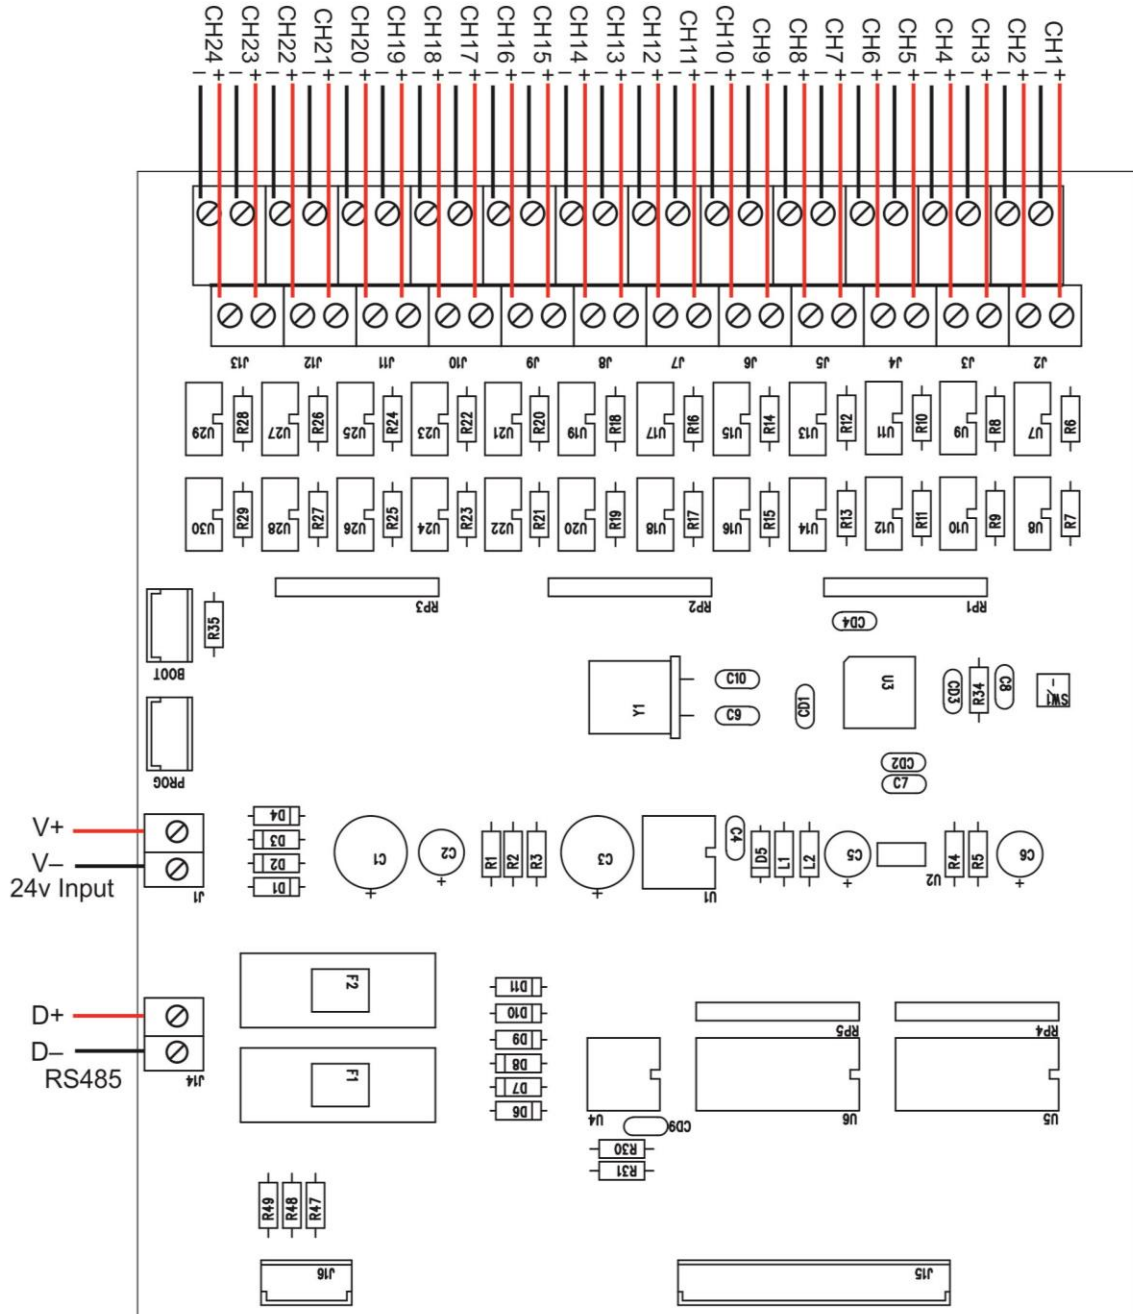 CH24 CH23 CH22 CH21 CH20 CH19 CH18 CH17 CH16 CH15 CH14 CH13 CH12 CH11 CH10 CH9 CH8 CH7 CH6 CH5 CH4 CH3 CH2 CH1
– + – + – + – + – + – + – + – + – + – + – + – + – + – + – + – + – + – + – + – + – + – + – + – +
J13 J12 J11 J10 J9 J8 J7 J6 J5 J4 J3 J2
U29 R28 U27 R26 U25 R24 U23 R22 U21 R20 U19 R18 U17 R16 U15 R14 U13 R12 U11 R10 U9 R8 U7 R6
U30 R29 U28 R27 U26 R25 U24 R23 U22 R21 U20 R19 U18 R17 U16 R15 U14 R13 U12 R11 U10 R9 U8 R7
RP3 RP2 RP1
CD4
R35
BOOT
Y1 C10 C9 CD1 U3 CD3 R34 C8 SW1
PROG
CD2
C7
V+
V–
24v Input
J1
D4
D3
D2
D1
C1 + C2 + R1 R2 R3 C3 + U1 C4 D5 L1 L2 C5 + U2 R4 R5 C6 +
D+
D–
RS485
J14
F2
F1
D11
D10
D9
D8
D7
D6
RP5 RP4
U4 U6 U5
CD9
R30
R31
R49 R48 R47
J16 J15